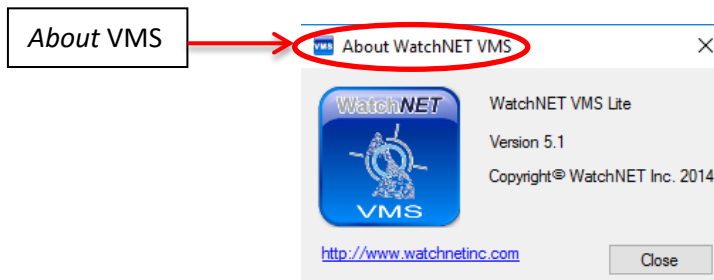 About VMS
VMS About WatchNET VMS
WatchNET
VMS
WatchNET VMS Lite
Version 5.1
Copyright© WatchNET Inc. 2014
http://www.watchnetinc.com
Close